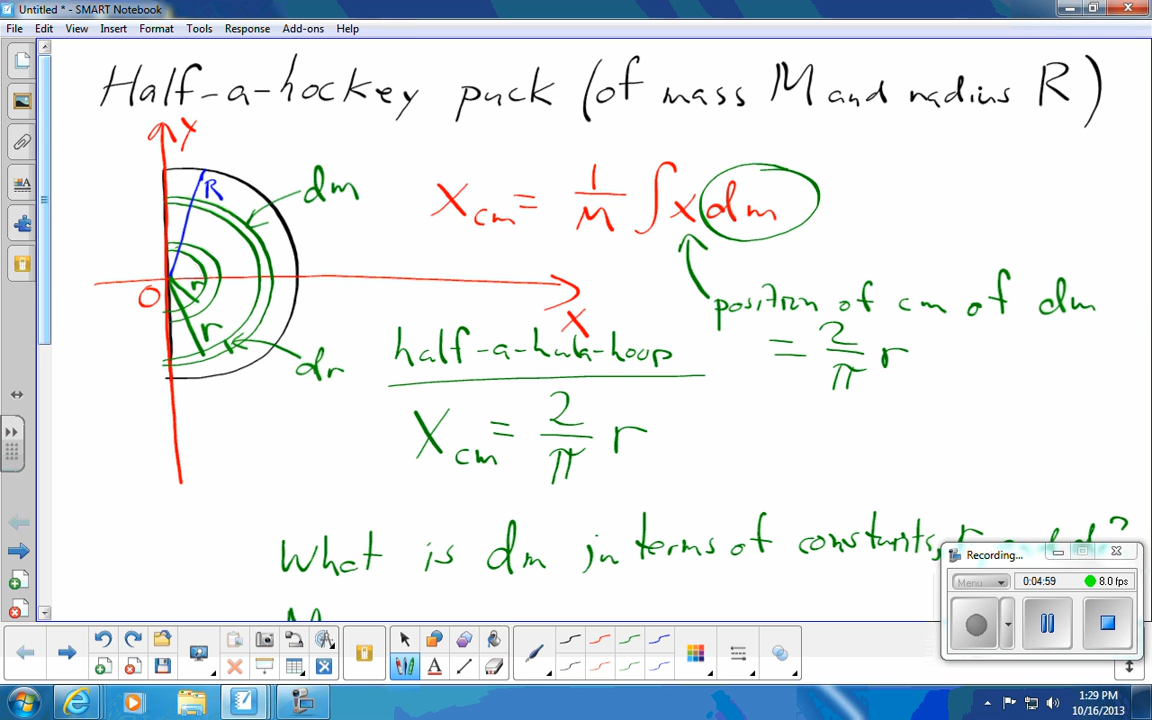 Untitled * - SMART Notebook
File Edit View Insert Format Tools Response Add-ons Help
Half-a-hockey puck (of mass M and radius R)
Y
R
dm
X cm = 1/M ∫ x dm
r
O
X
position of cm of dm
= 2/π r
r
dr
half-a-hula-hoop
X cm = 2/π r
What is dm in terms of constants,
Recording...
Menu
0:04:59
8.0 fps
A
1:29 PM
10/16/2013